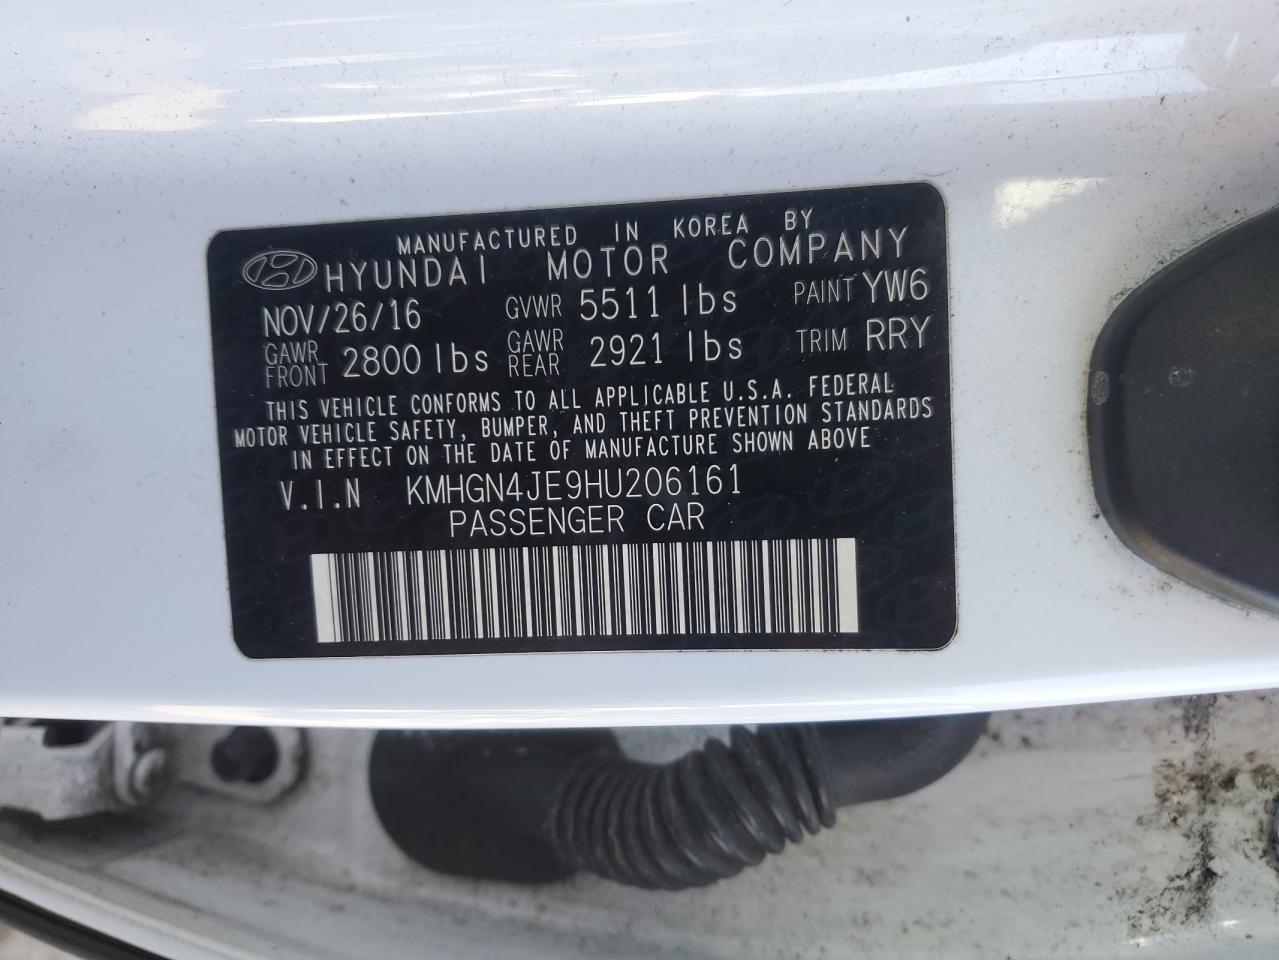 MANUFACTURED IN KOREA BY
HYUNDAI MOTOR COMPANY
NOV/26/16 GVWR 5511 lbs PAINT YW6
GAWR FRONT 2800 lbs GAWR REAR 2921 lbs TRIM RRY
THIS VEHICLE CONFORMS TO ALL APPLICABLE U.S.A. FEDERAL
MOTOR VEHICLE SAFETY, BUMPER, AND THEFT PREVENTION STANDARDS
IN EFFECT ON THE DATE OF MANUFACTURE SHOWN ABOVE
V.I.N KMHGN4JE9HU206161
PASSENGER CAR